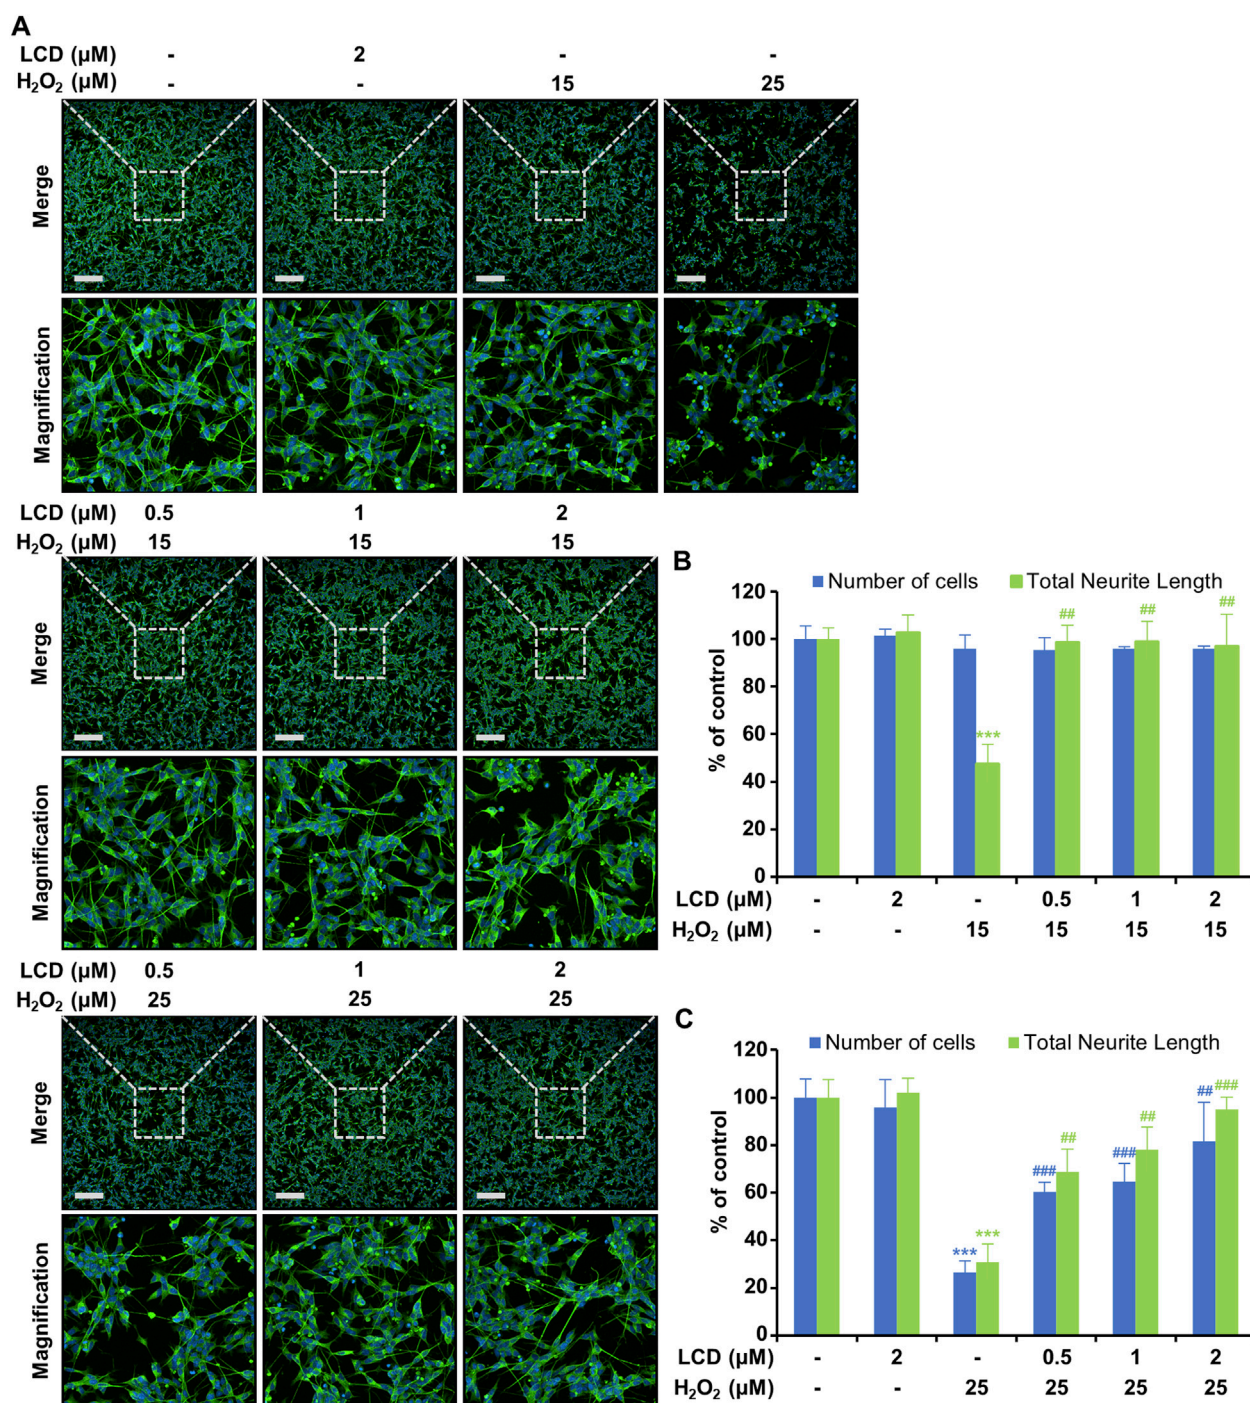 A
LCD (µM) - 2 - -
H₂O₂ (µM) - - 15 25
Merge
Magnification
LCD (µM) 0.5 1 2
H₂O₂ (µM) 15 15 15
Merge
Magnification
LCD (µM) 0.5 1 2
H₂O₂ (µM) 25 25 25
Merge
Magnification
B
Number of cells Total Neurite Length
% of control
120
100
80
60
40
20
0
***
##
##
##
LCD (µM) - 2 - 0.5 1 2
H₂O₂ (µM) - - 15 15 15 15
C
Number of cells Total Neurite Length
% of control
120
100
80
60
40
20
0
***
***
###
##
###
##
##
###
LCD (µM) - 2 - 0.5 1 2
H₂O₂ (µM) - - 25 25 25 25